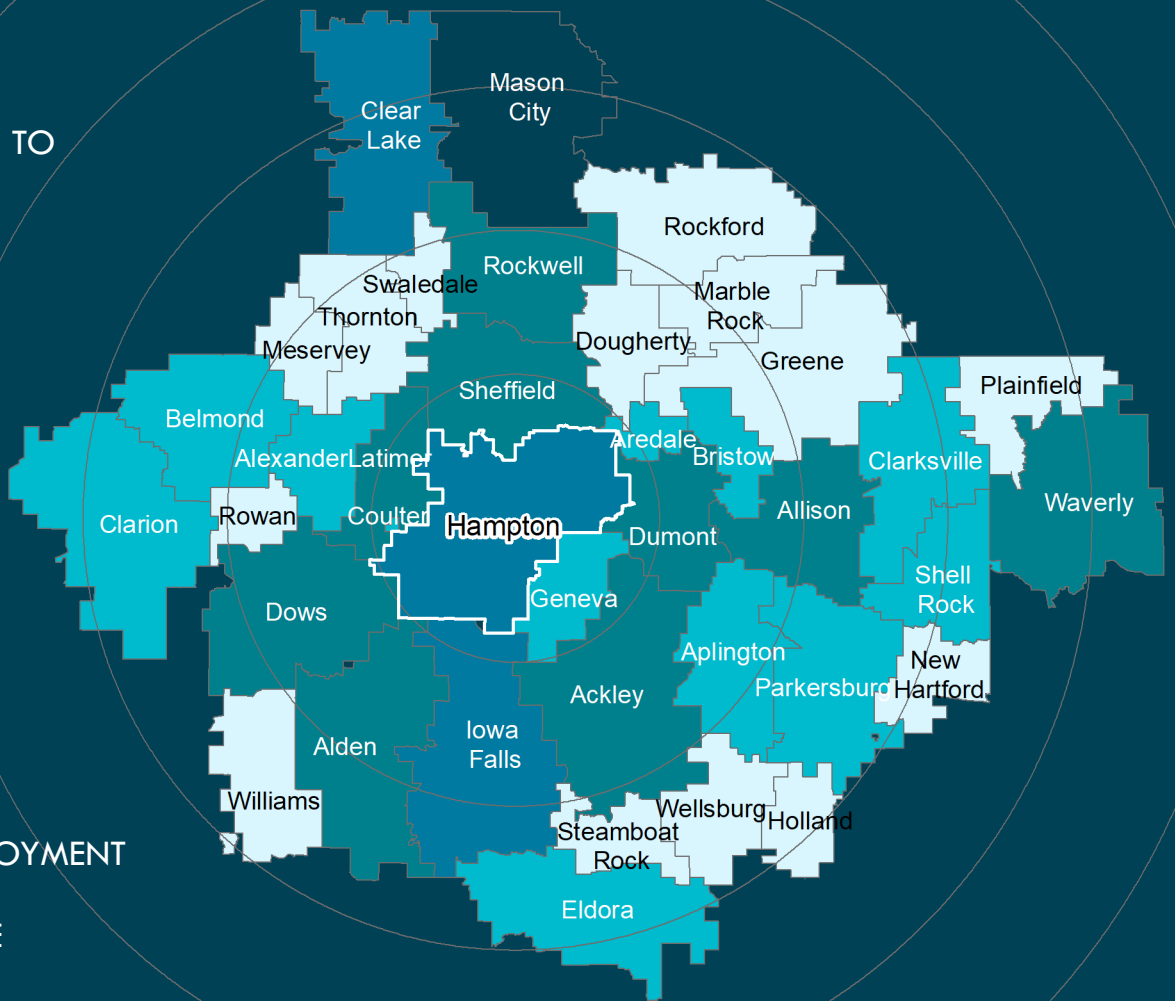 Mason
City
Clear
Lake
TO
Rockford
Rockwell
Swaledale
Marble
Rock
Thornton
Dougherty
Meservey
Greene
Plainfield
Sheffield
Belmond
Aredale
Bristow
Alexander
Latimer
Clarksville
Waverly
Allison
Rowan
Coulter
Clarion
Hampton
Dumont
Shell
Rock
Geneva
Dows
Aplington
New
Hartford
Parkersburg
Ackley
Iowa
Falls
Alden
Williams
Wellsburg
Holland
Steamboat
Rock
OYMENT
Eldora
E